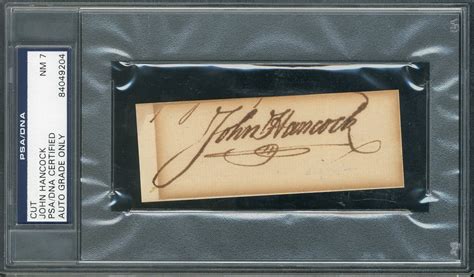 PSA/DNA
CUT
JOHN HANCOCK
PSA/DNA CERTIFIED
AUTO GRADE ONLY
NM 7
84049204
John Hancock